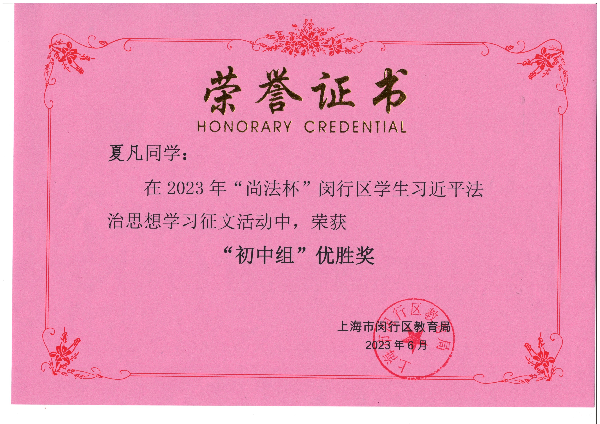 荣誉证书
HONORARY CREDENTIAL
夏凡同学：
在 2023 年“尚法杯”闵行区学生习近平法
治思想学习征文活动中，荣获
“初中组”优胜奖
上海市闵行区教育局
2023 年 6 月
上海市闵行区教育局